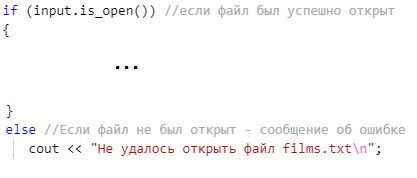 if (input.is_open()) //если файл был успешно открыт
{
...
}
else //Если файл не был открыт - сообщение об ошибке
cout << "Не удалось открыть файл films.txt\n";